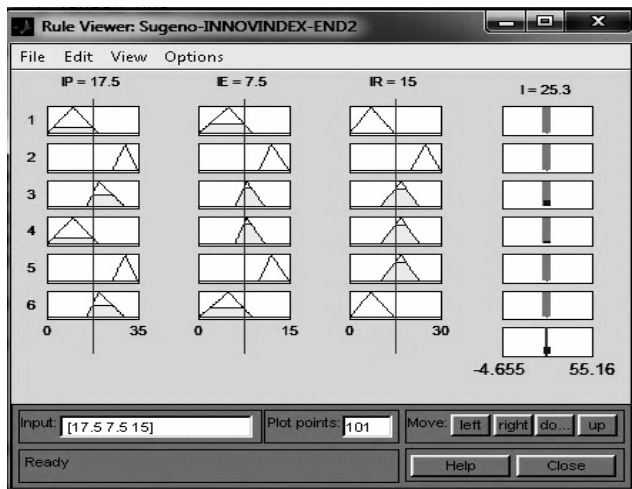 Rule Viewer: Sugeno-INNOVINDEX-END2
File Edit View Options
IP = 17.5 IE = 7.5 IR = 15 I = 25.3
1
2
3
4
5
6
0 35 0 15 0 30
-4.655 55.16
Input: [17.5 7.5 15] Plot points: 101 Move: left right do... up
Ready Help Close